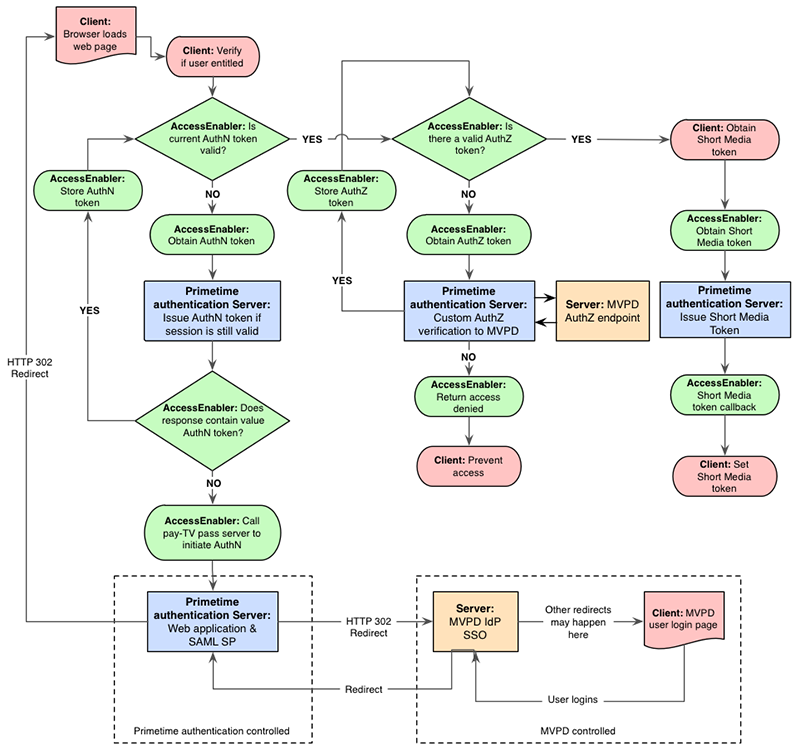 Client:
Browser loads
web page
Client: Verify
if user entitled
AccessEnabler: Is
current AuthN token
valid?
YES
AccessEnabler: Is
there a valid AuthZ
token?
YES
Client: Obtain
Short Media
token
AccessEnabler:
Store AuthN
token
NO
AccessEnabler:
Store AuthZ
token
NO
AccessEnabler:
Obtain AuthN token
AccessEnabler:
Obtain AuthZ token
AccessEnabler:
Obtain Short
Media token
YES
Primetime
authentication Server:
Issue AuthN token if
session is still valid
YES
Primetime
authentication Server:
Custom AuthZ
verification to MVPD
Server: MVPD
AuthZ endpoint
Primetime
authentication Server:
Issue Short Media
Token
HTTP 302
Redirect
NO
AccessEnabler: Does
response contain value
AuthN token?
AccessEnabler:
Return access
denied
AccessEnabler:
Short Media
token callback
Client: Prevent
access
Client: Set
Short Media
token
NO
AccessEnabler: Call
pay-TV pass server to
initiate AuthN
Primetime
authentication Server:
Web application &
SAML SP
HTTP 302
Redirect
Server:
MVPD IdP
SSO
Other redirects
may happen
here
Client: MVPD
user login page
Redirect
User logins
Primetime authentication controlled
MVPD controlled